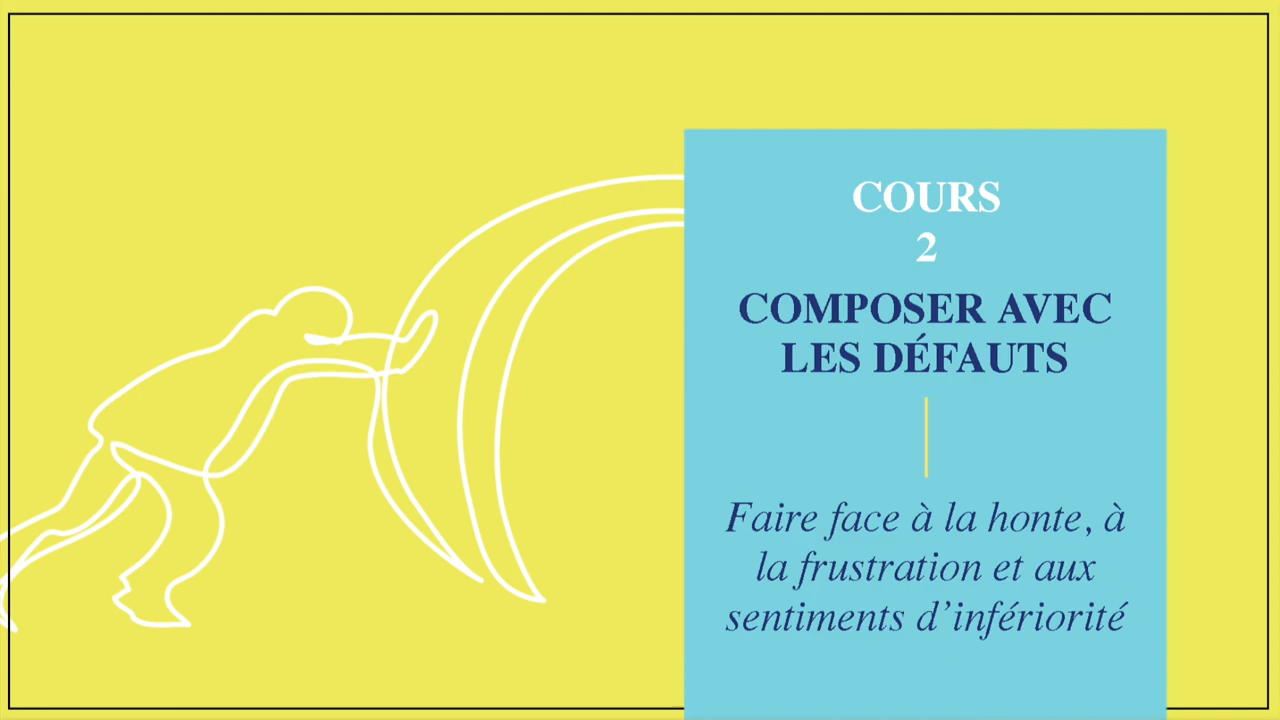 COURS
2
COMPOSER AVEC
LES DÉFAUTS
Faire face à la honte, à
la frustration et aux
sentiments d’infériorité